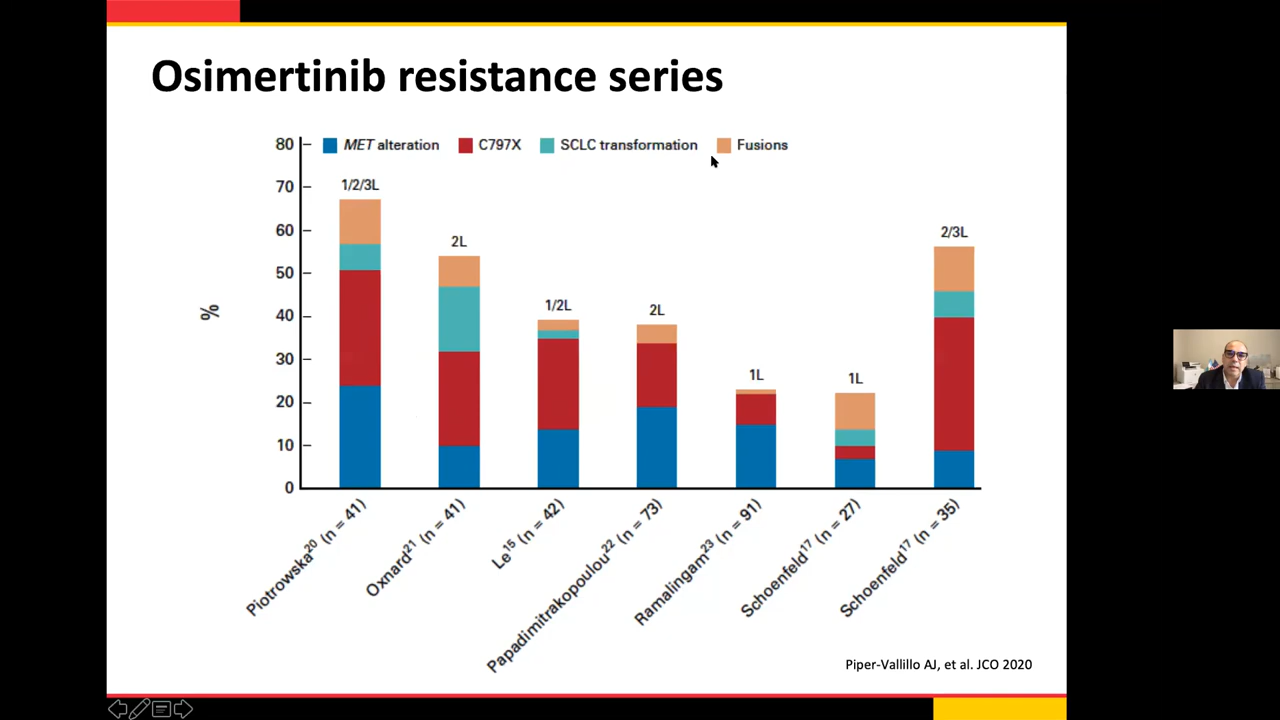 Osimertinib resistance series
MET alteration C797X SCLC transformation Fusions
80
70
60
50
40
30
20
10
0
%
1/2/3L
2L
1/2L
2L
1L
1L
2/3L
Piotrowska20 (n = 41)
Oxnard21 (n = 41)
Le15 (n = 42)
Papadimitrakopoulou22 (n = 73)
Ramalingam23 (n = 91)
Schoenfeld17 (n = 27)
Schoenfeld17 (n = 35)
Piper-Vallillo AJ, et al. JCO 2020